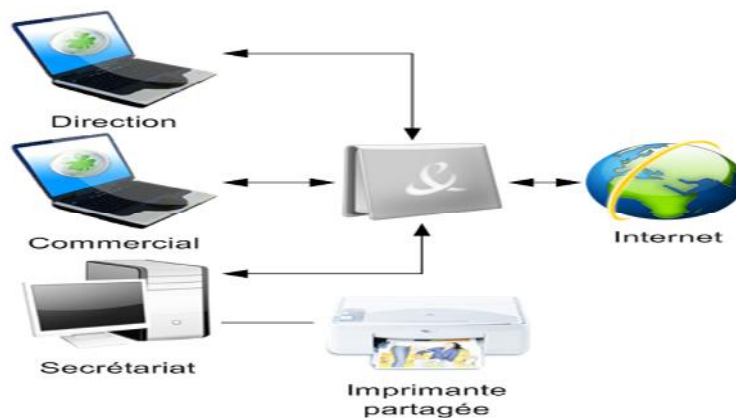 Direction
Commercial
Internet
Secrétariat
Imprimante
partagée